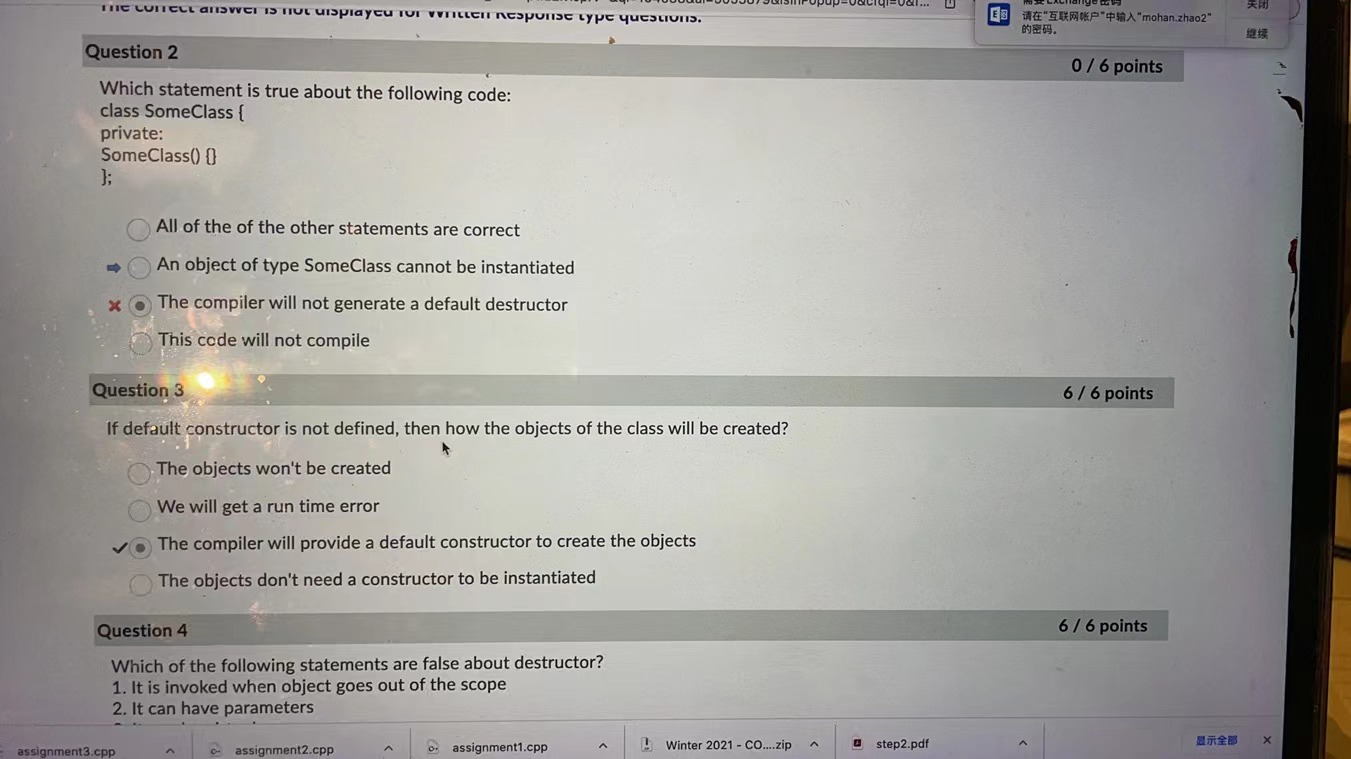 The correct answer is not displayed for Written Response type questions.
请在"互联网帐户"中输入"mohan.zhao2"
的密码。
关闭
继续
Question 2
0 / 6 points
Which statement is true about the following code:
class SomeClass {
private:
SomeClass() {}
};
All of the of the other statements are correct
An object of type SomeClass cannot be instantiated
The compiler will not generate a default destructor
This code will not compile
Question 3
6 / 6 points
If default constructor is not defined, then how the objects of the class will be created?
The objects won't be created
We will get a run time error
The compiler will provide a default constructor to create the objects
The objects don't need a constructor to be instantiated
Question 4
6 / 6 points
Which of the following statements are false about destructor?
1. It is invoked when object goes out of the scope
2. It can have parameters
assignment3.cpp
assignment2.cpp
assignment1.cpp
Winter 2021 - CO....zip
step2.pdf
显示全部